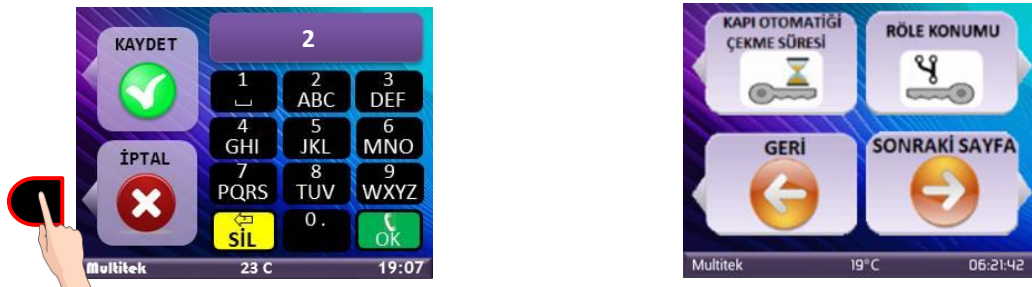 KAYDET
2
1
2
ABC
3
DEF
4
GHI
5
JKL
6
MNO
İPTAL
7
PQRS
8
TUV
9
WXYZ
SİL
0 .
OK
Multitek 23 C 19:07
KAPI OTOMATİĞİ
ÇEKME SÜRESİ
RÖLE KONUMU
GERİ
SONRAKİ SAYFA
Multitek 19°C 06:21:42